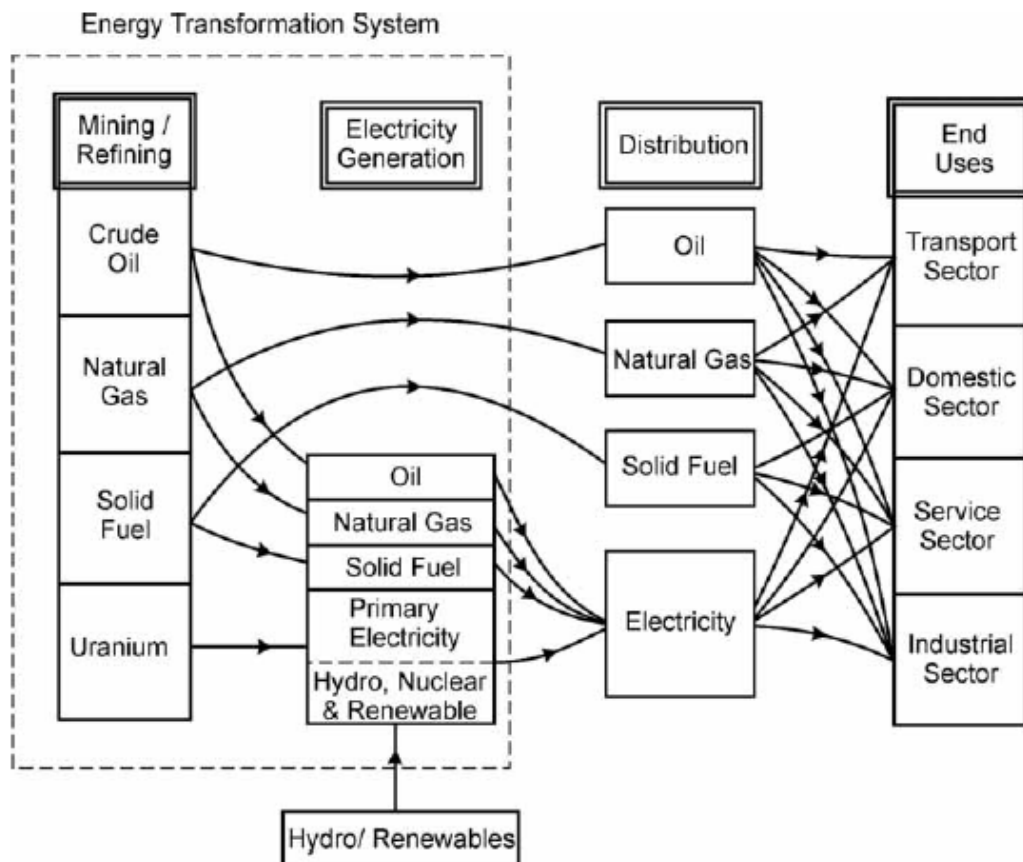 Energy Transformation System
Mining /
Refining
Electricity
Generation
Distribution
End
Uses
Crude
Oil
Natural
Gas
Solid
Fuel
Uranium
Oil
Natural Gas
Solid Fuel
Primary
Electricity
Hydro, Nuclear
& Renewable
Hydro/ Renewables
Oil
Natural Gas
Solid Fuel
Electricity
Transport
Sector
Domestic
Sector
Service
Sector
Industrial
Sector